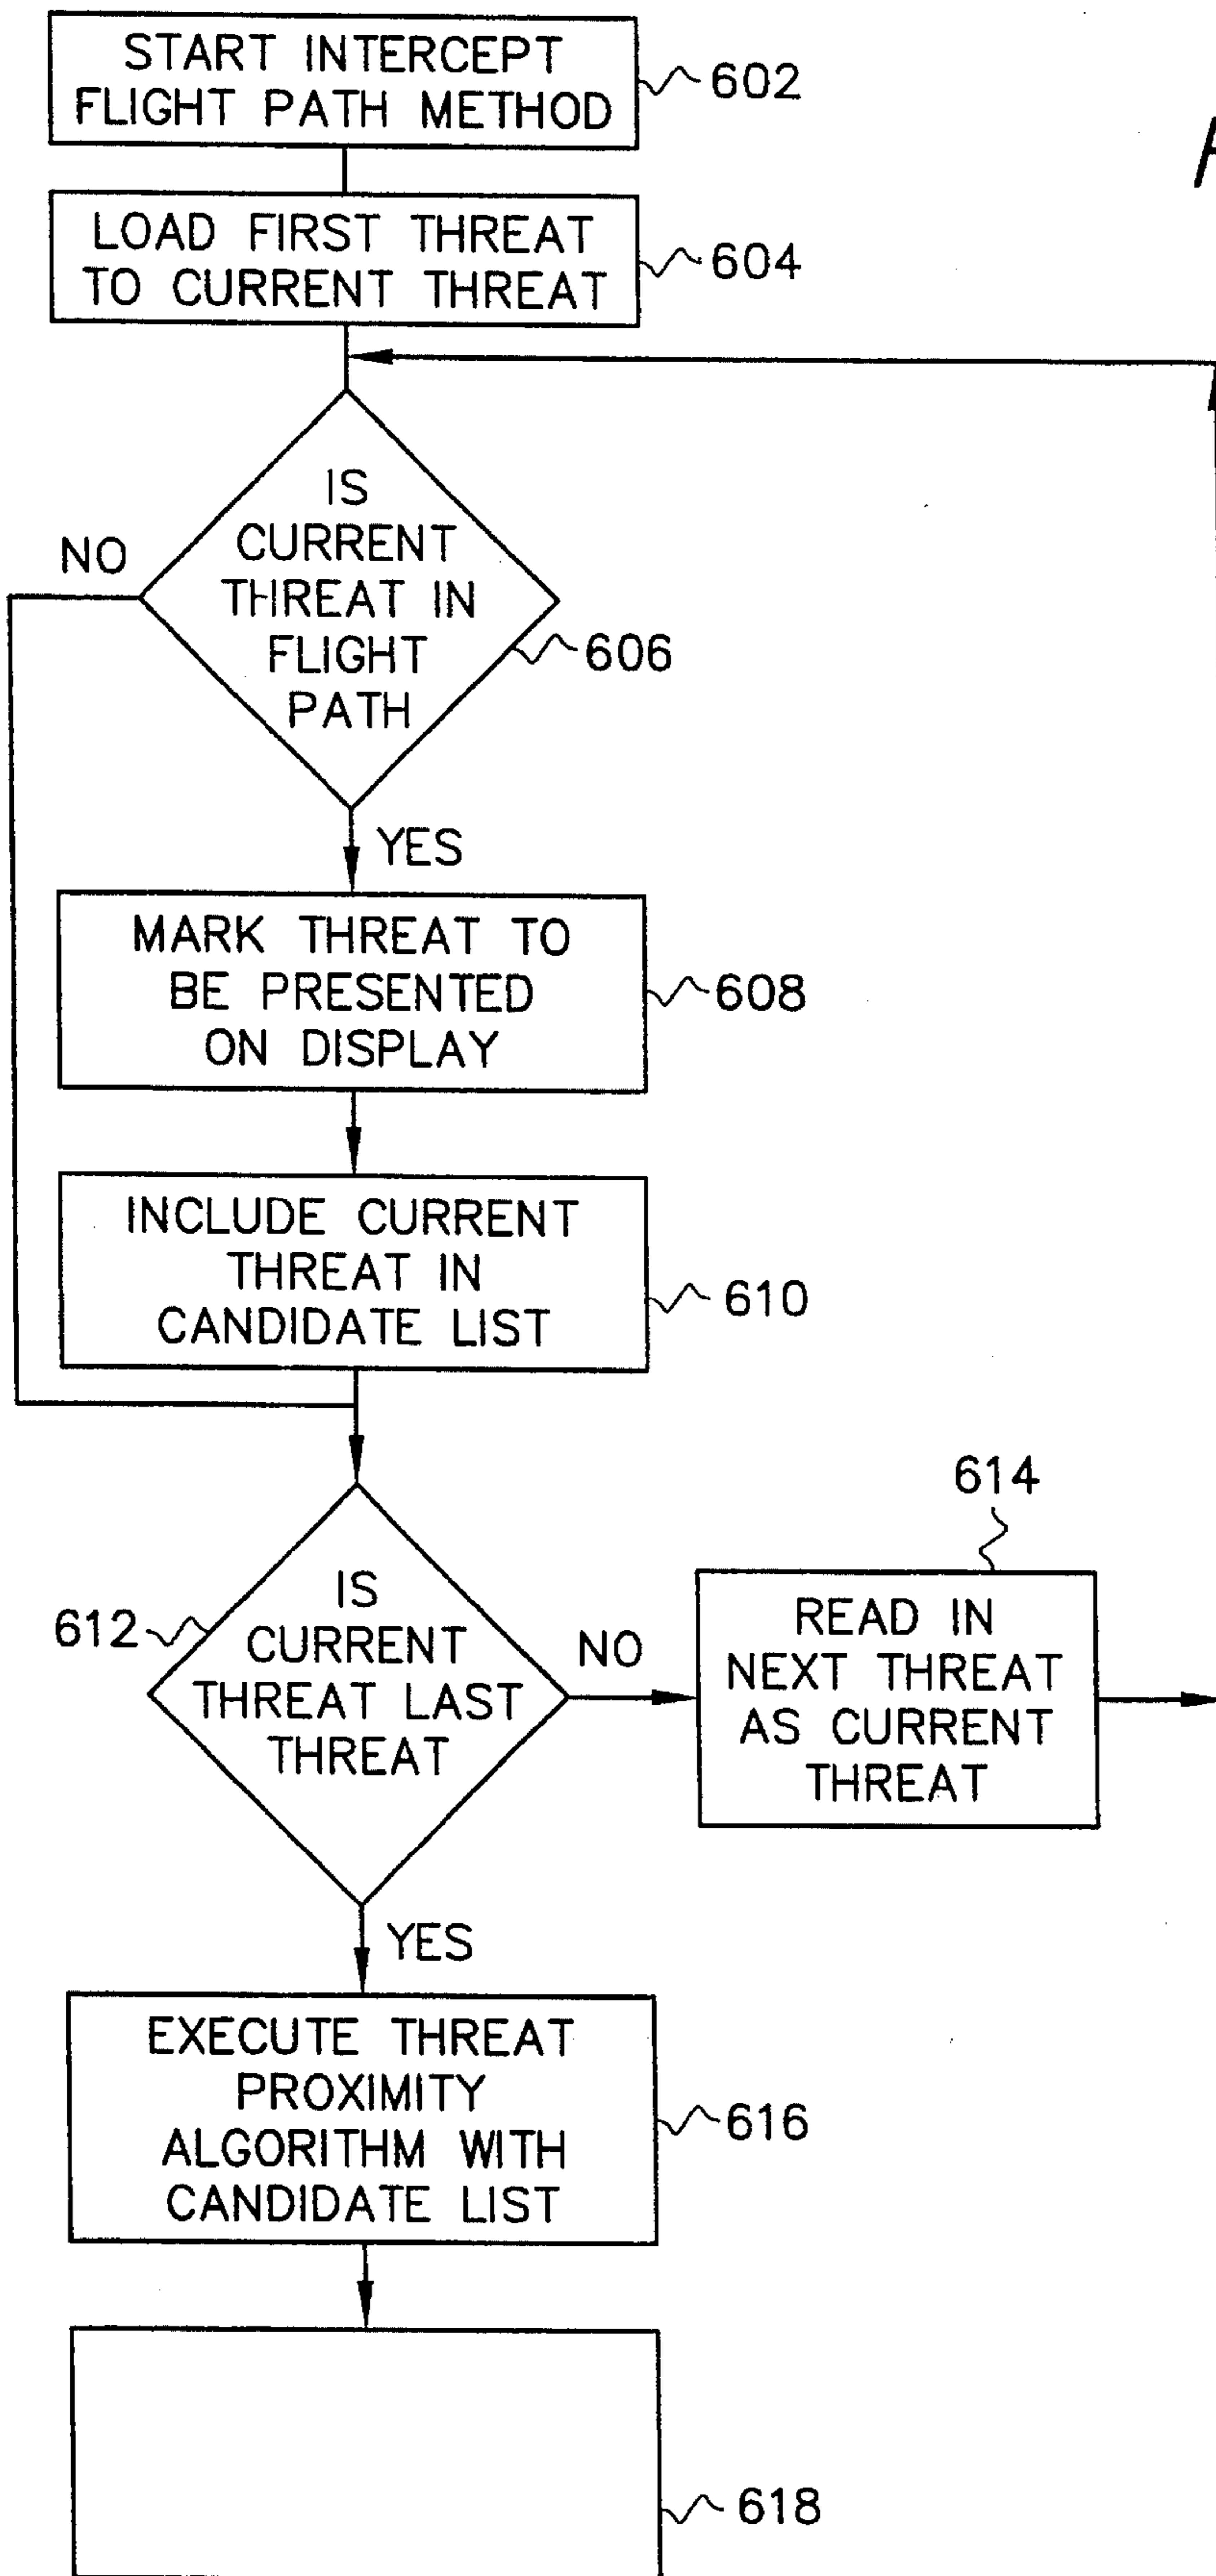 START INTERCEPT
FLIGHT PATH METHOD
602
LOAD FIRST THREAT
TO CURRENT THREAT
604
IS
CURRENT
THREAT IN
FLIGHT
PATH
NO
606
YES
MARK THREAT TO
BE PRESENTED
ON DISPLAY
608
INCLUDE CURRENT
THREAT IN
CANDIDATE LIST
610
612
IS
CURRENT
THREAT LAST
THREAT
NO
614
READ IN
NEXT THREAT
AS CURRENT
THREAT
YES
EXECUTE THREAT
PROXIMITY
ALGORITHM WITH
CANDIDATE LIST
616
618